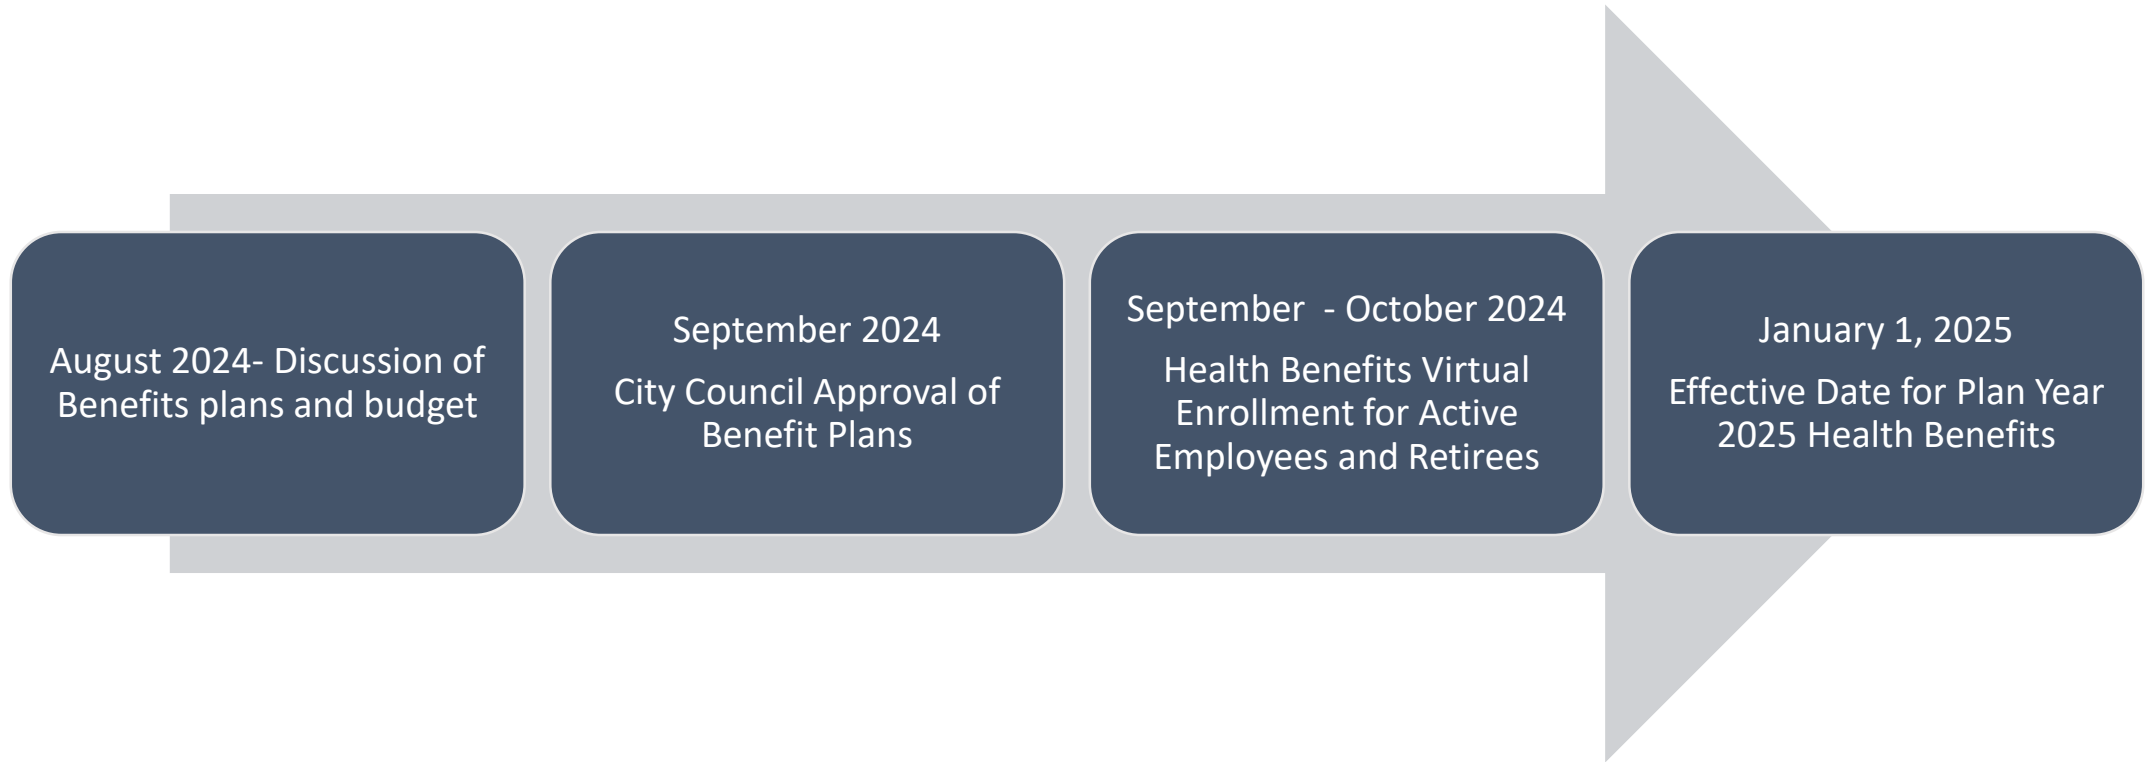 August 2024- Discussion of
Benefits plans and budget
September 2024
City Council Approval of
Benefit Plans
September  - October 2024
Health Benefits Virtual
Enrollment for Active
Employees and Retirees
January 1, 2025
Effective Date for Plan Year
2025 Health Benefits